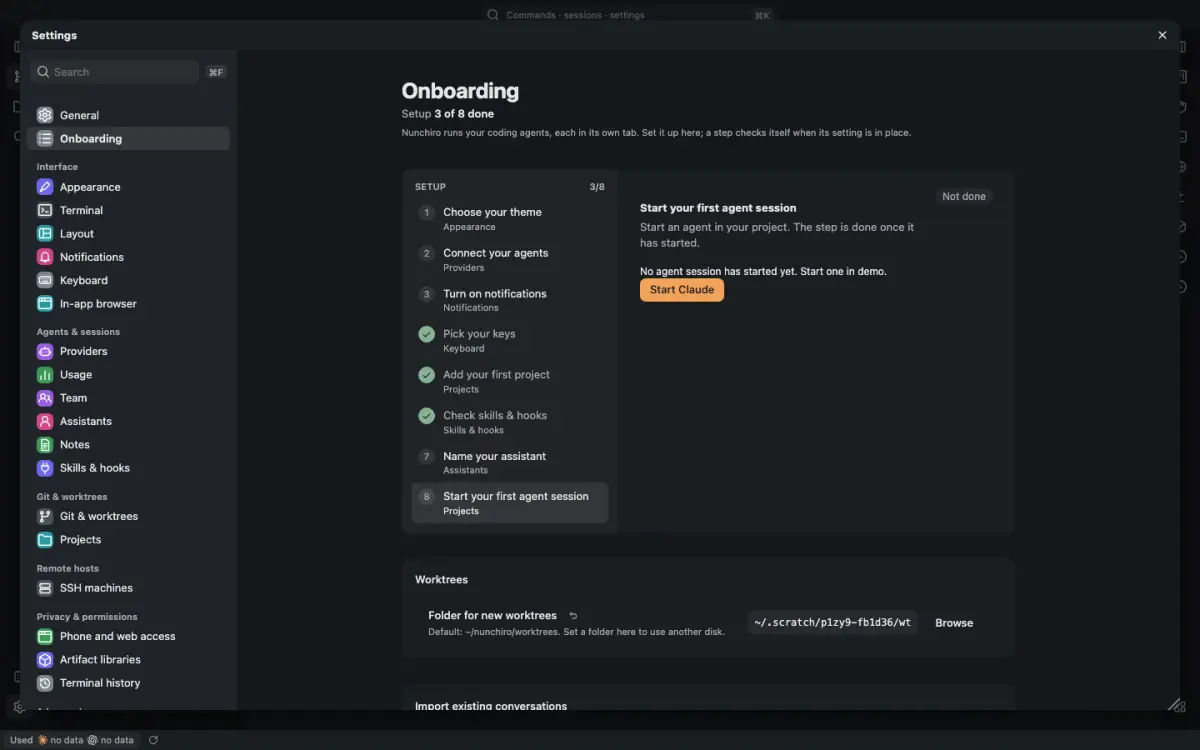 Commands · sessions · settings
⌘K
Settings
Search
⌘F
General
Onboarding
Interface
Appearance
Terminal
Layout
Notifications
Keyboard
In-app browser
Agents & sessions
Providers
Usage
Team
Assistants
Notes
Skills & hooks
Git & worktrees
Git & worktrees
Projects
Remote hosts
SSH machines
Privacy & permissions
Phone and web access
Artifact libraries
Terminal history
Onboarding
Setup 3 of 8 done
Nunchiro runs your coding agents, each in its own tab. Set it up here; a step checks itself when its setting is in place.
SETUP
3/8
1 Choose your theme
Appearance
2 Connect your agents
Providers
3 Turn on notifications
Notifications
Pick your keys
Keyboard
Add your first project
Projects
Check skills & hooks
Skills & hooks
7 Name your assistant
Assistants
8 Start your first agent session
Projects
Not done
Start your first agent session
Start an agent in your project. The step is done once it
has started.
No agent session has started yet. Start one in demo.
Start Claude
Worktrees
Folder for new worktrees
Default: ~/nunchiro/worktrees. Set a folder here to use another disk.
~/.scratch/p1zy9-fb1d36/wt
Browse
Import existing conversations
Used no data no data